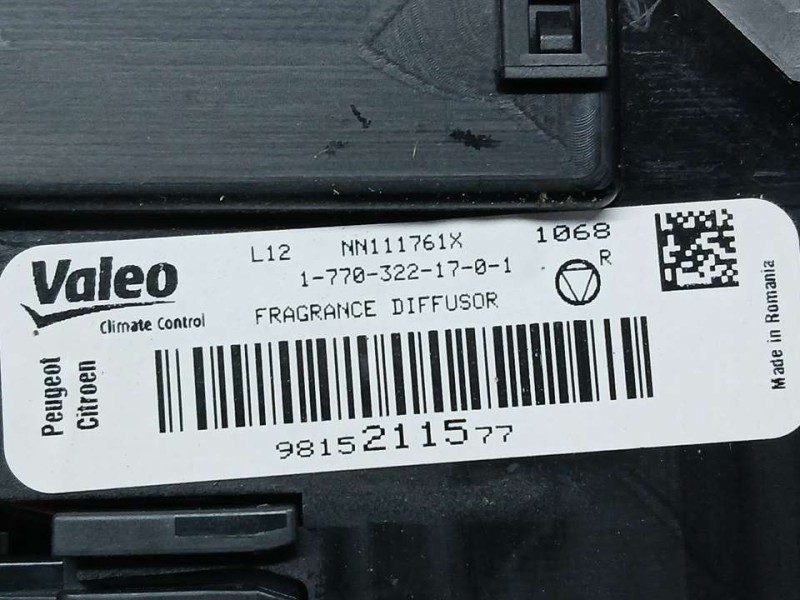 Valeo
Climate Control
L12 NN111761X 1068
1-770-322-17-0-1
R
FRAGRANCE DIFFUSOR
Peugeot
Citroen
9815211577
Made in Romania